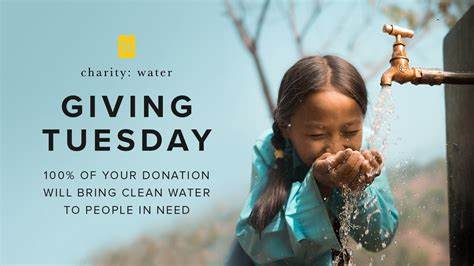 charity: water
GIVING
TUESDAY
100% OF YOUR DONATION
WILL BRING CLEAN WATER
TO PEOPLE IN NEED